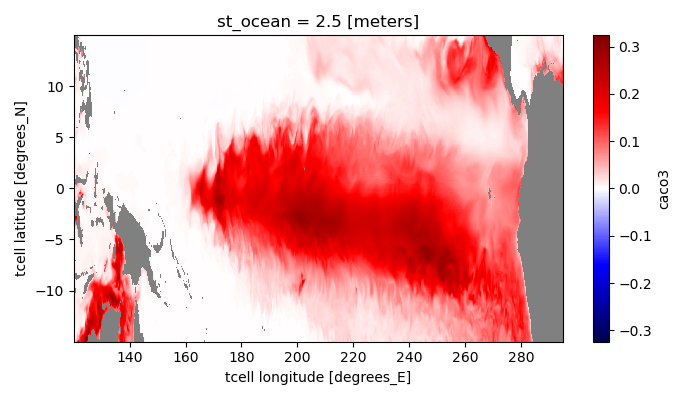 st_ocean = 2.5 [meters]
10
5
0
−5
−10
tcell latitude [degrees_N]
140 160 180 200 220 240 260 280
tcell longitude [degrees_E]
0.3
0.2
0.1
0.0
−0.1
−0.2
−0.3
caco3